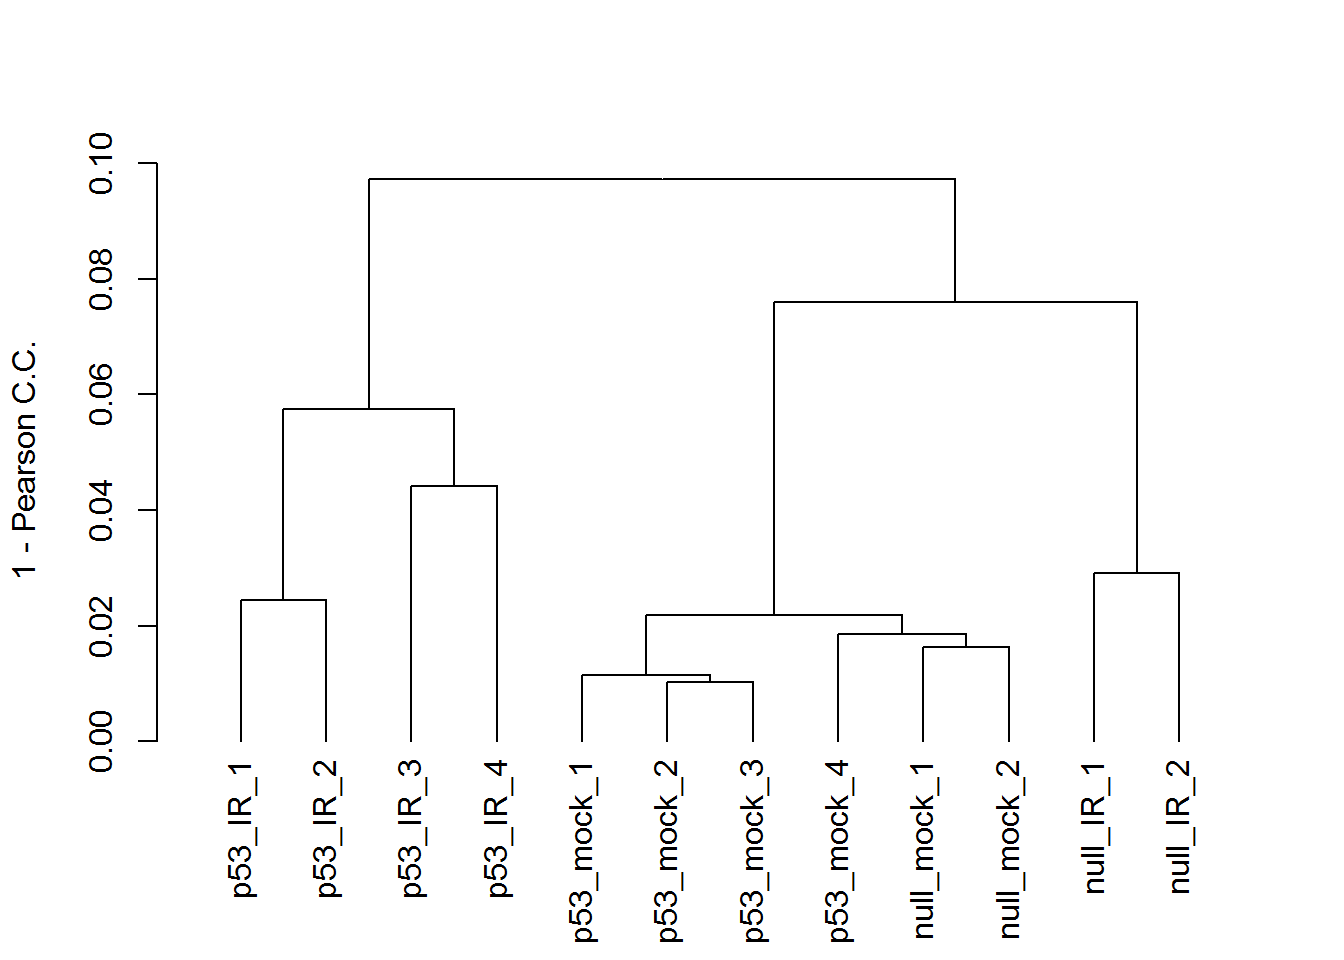 1 - Pearson C.C.
0.10
0.08
0.06
0.04
0.02
0.00
p53_IR_1
p53_IR_2
p53_IR_3
p53_IR_4
p53_mock_1
p53_mock_2
p53_mock_3
p53_mock_4
null_mock_1
null_mock_2
null_IR_1
null_IR_2